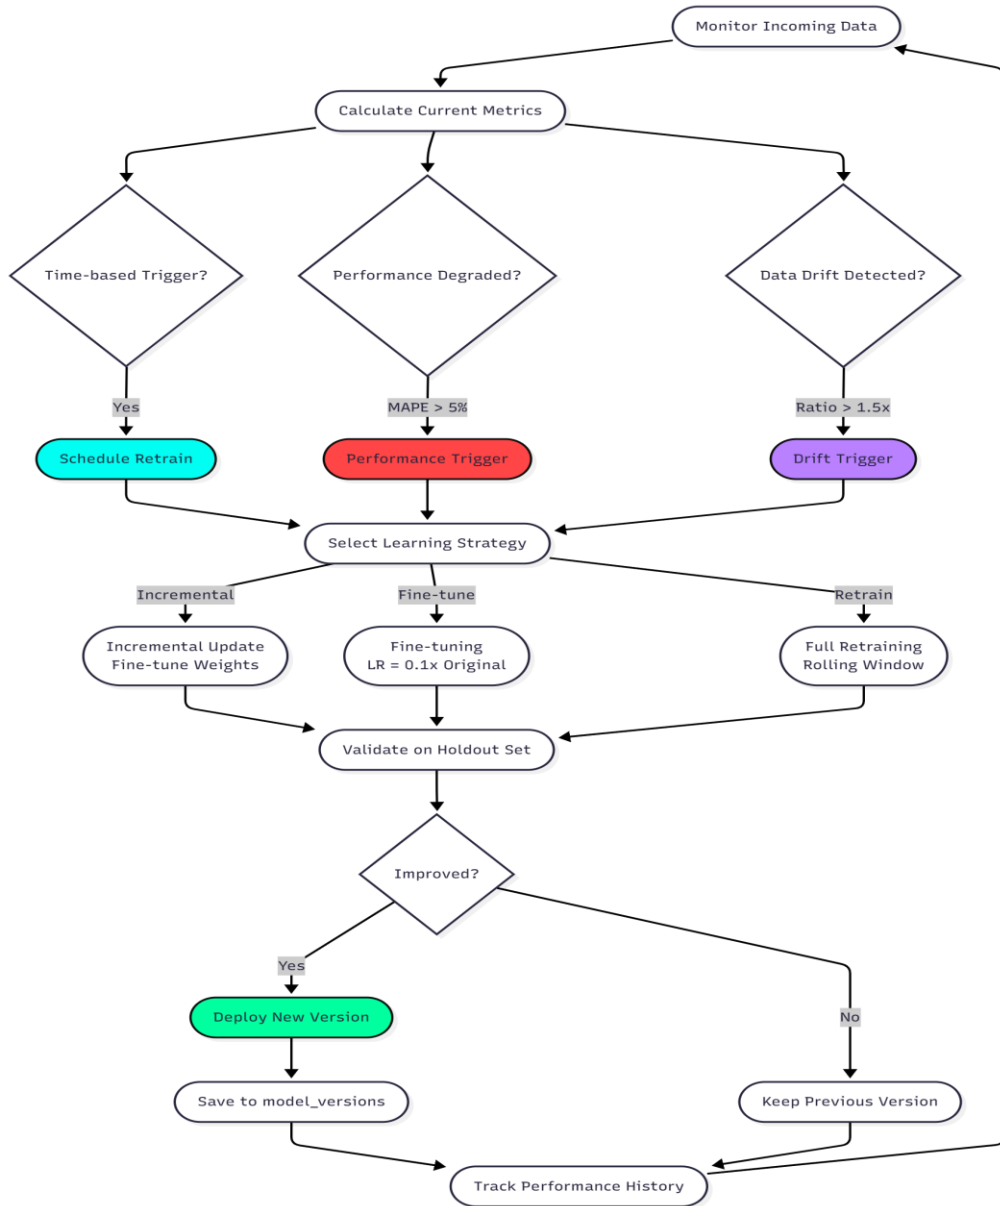 Monitor Incoming Data
Calculate Current Metrics
Time-based Trigger?
Performance Degraded?
Data Drift Detected?
Yes
MAPE > 5%
Ratio > 1.5x
Schedule Retrain
Performance Trigger
Drift Trigger
Select Learning Strategy
Incremental
Fine-tune
Retrain
Incremental Update
Fine-tune Weights
Fine-tuning
LR = 0.1x Original
Full Retraining
Rolling Window
Validate on Holdout Set
Improved?
Yes
No
Deploy New Version
Save to model_versions
Keep Previous Version
Track Performance History